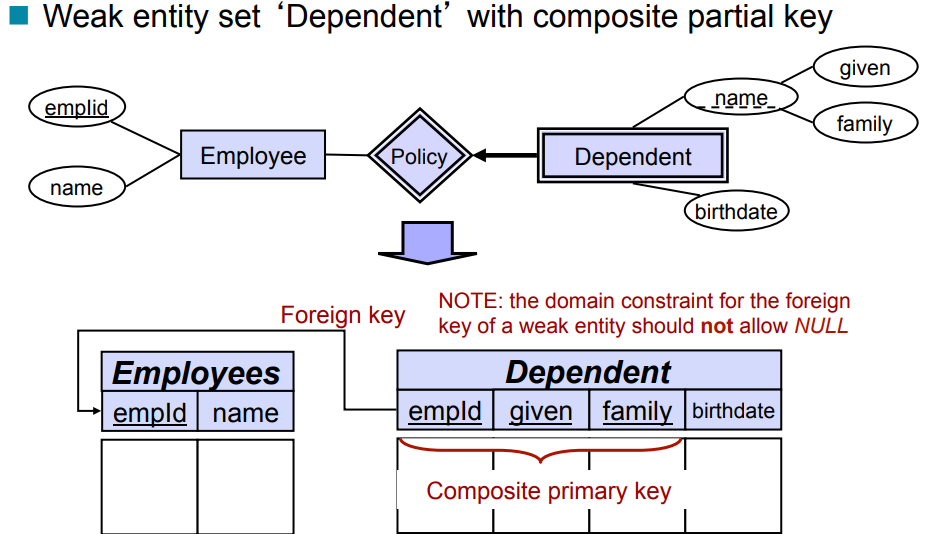 Weak entity set ‘Dependent’ with composite partial key
given
emplid
name
family
Employee
Policy
Dependent
name
birthdate
Foreign key
NOTE: the domain constraint for the foreign
key of a weak entity should not allow NULL
Employees
Dependent
empId
name
empId
given
family
birthdate
Composite primary key